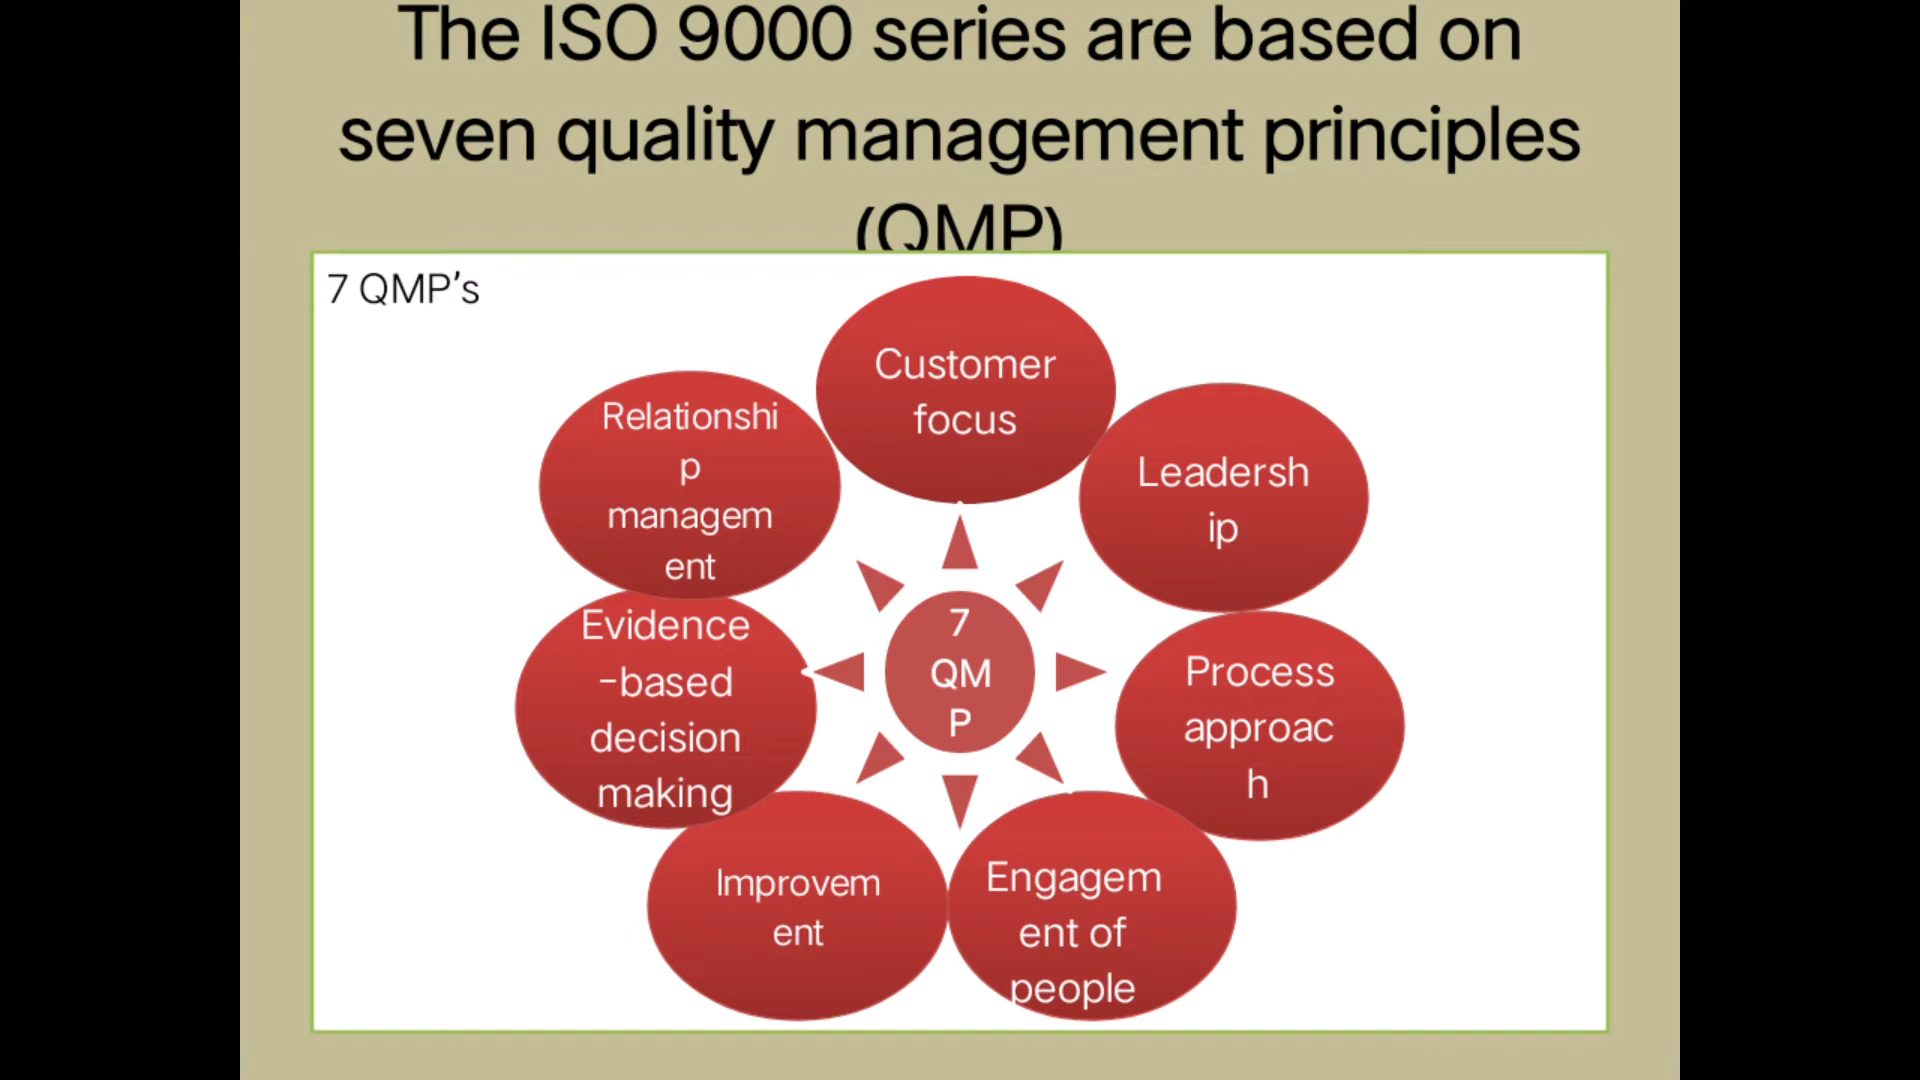 The ISO 9000 series are based on
seven quality management principles
(QMP)
7 QMP’s
Customer
focus
Leadersh
ip
Process
approac
h
Engagem
ent of
people
Improvem
ent
Evidence
-based
decision
making
Relationshi
p
managem
ent
7
QM
P